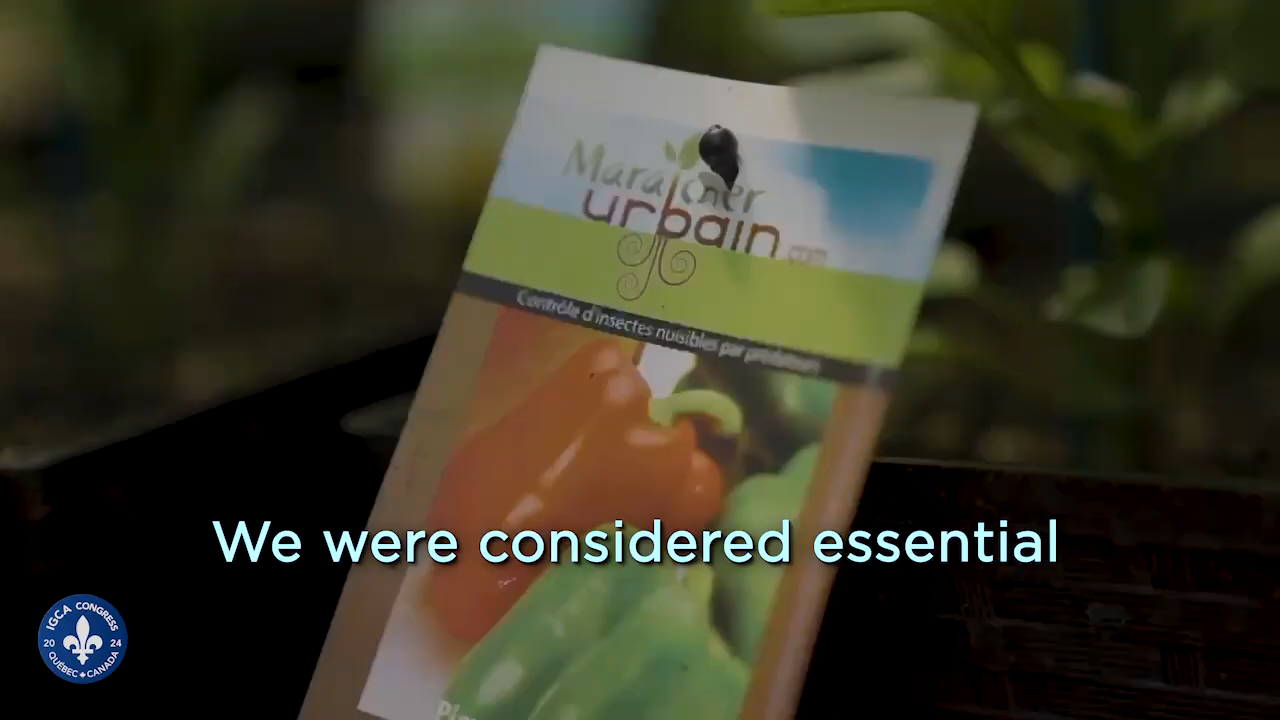 Maraîcher
urbain.com
Contrôle d'insectes nuisibles par prédateurs
We were considered essential
IGCA CONGRESS
20 24
QUÉBEC CANADA